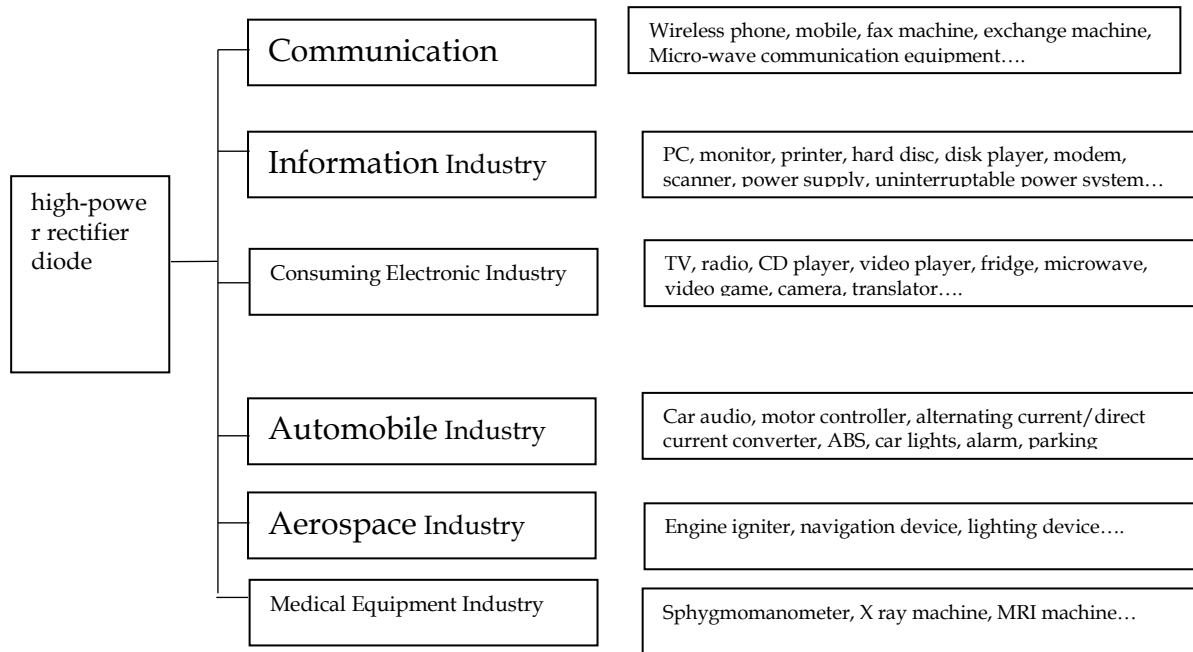 Communication
Wireless phone, mobile, fax machine, exchange machine,
Micro-wave communication equipment….
Information Industry
PC, monitor, printer, hard disc, disk player, modem,
scanner, power supply, uninterruptable power system…
high-powe
r rectifier
diode
Consuming Electronic Industry
TV, radio, CD player, video player, fridge, microwave,
video game, camera, translator….
Automobile Industry
Car audio, motor controller, alternating current/direct
current converter, ABS, car lights, alarm, parking
Aerospace Industry
Engine igniter, navigation device, lighting device….
Medical Equipment Industry
Sphygmomanometer, X ray machine, MRI machine…